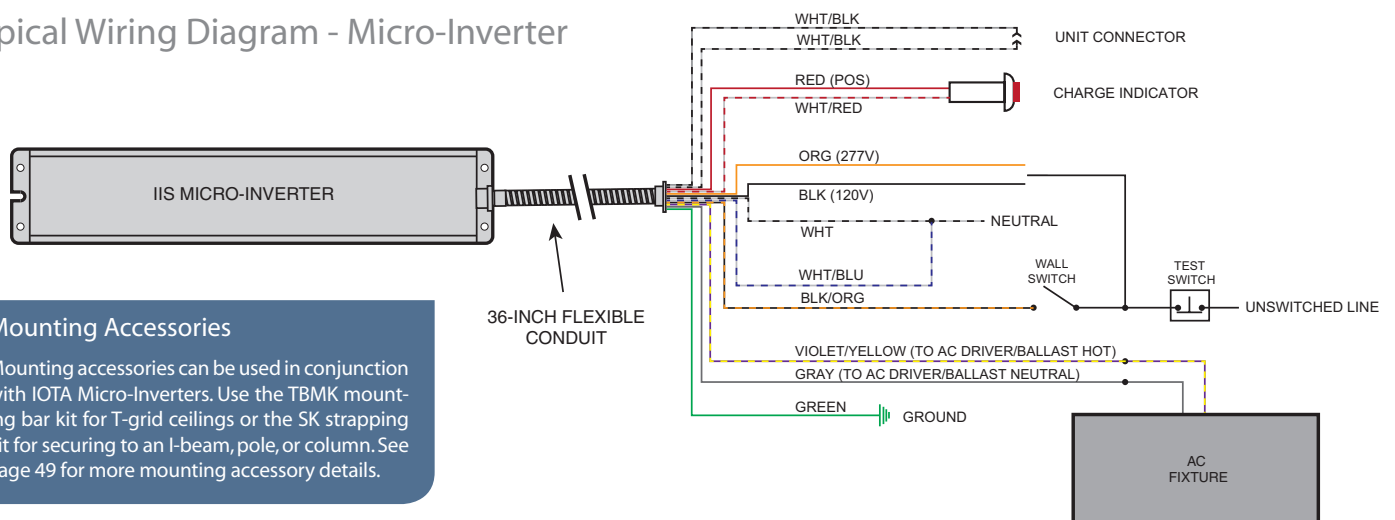 pical Wiring Diagram - Micro-Inverter
WHT/BLK
WHT/BLK
UNIT CONNECTOR
RED (POS)
WHT/RED
CHARGE INDICATOR
ORG (277V)
BLK (120V)
WHT
NEUTRAL
WHT/BLU
BLK/ORG
WALL
SWITCH
TEST
SWITCH
UNSWITCHED LINE
VIOLET/YELLOW (TO AC DRIVER/BALLAST HOT)
GRAY (TO AC DRIVER/BALLAST NEUTRAL)
GREEN
GROUND
AC
FIXTURE
IIS MICRO-INVERTER
36-INCH FLEXIBLE
CONDUIT
Mounting Accessories
Mounting accessories can be used in conjunction
with IOTA Micro-Inverters. Use the TBMK mount-
ng bar kit for T-grid ceilings or the SK strapping
it for securing to an I-beam, pole, or column. See
age 49 for more mounting accessory details.